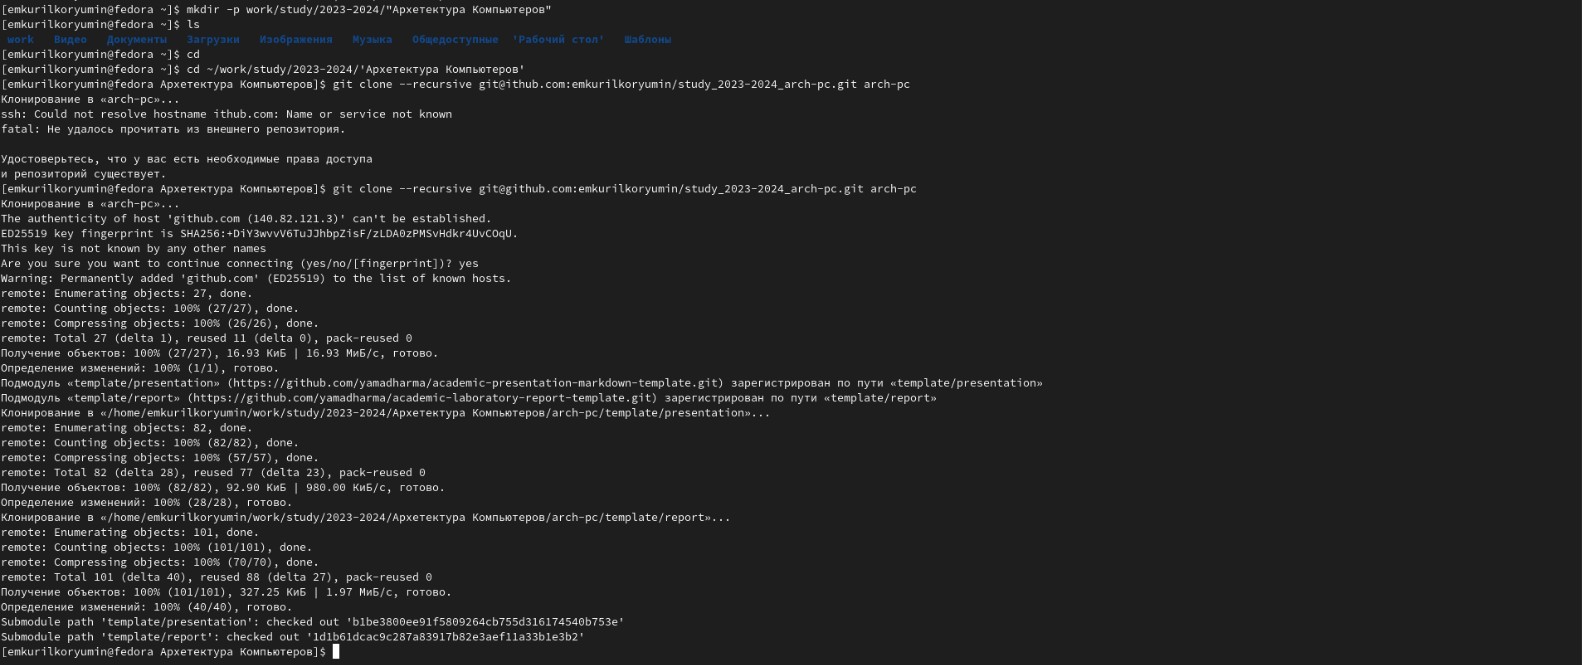 [emkurilkoryumin@fedora ~]$ mkdir -p work/study/2023-2024/"Архетектура Компьютеров"
[emkurilkoryumin@fedora ~]$ ls
work Видео Документы Загрузки Изображения Музыка Общедоступные 'Рабочий стол' Шаблоны
[emkurilkoryumin@fedora ~]$ cd
[emkurilkoryumin@fedora ~]$ cd ~/work/study/2023-2024/'Архетектура Компьютеров'
[emkurilkoryumin@fedora Архетектура Компьютеров]$ git clone --recursive git@ithub.com:emkurilkoryumin/study_2023-2024_arch-pc.git arch-pc
Клонирование в «arch-pc»...
ssh: Could not resolve hostname ithub.com: Name or service not known
fatal: Не удалось прочитать из внешнего репозитория.
Удостоверьтесь, что у вас есть необходимые права доступа
и репозиторий существует.
[emkurilkoryumin@fedora Архетектура Компьютеров]$ git clone --recursive git@github.com:emkurilkoryumin/study_2023-2024_arch-pc.git arch-pc
Клонирование в «arch-pc»...
The authenticity of host 'github.com (140.82.121.3)' can't be established.
ED25519 key fingerprint is SHA256:+DiY3wvvV6TuJJhbpZisF/zLDA0zPMSvHdkr4UvCOqU.
This key is not known by any other names
Are you sure you want to continue connecting (yes/no/[fingerprint])? yes
Warning: Permanently added 'github.com' (ED25519) to the list of known hosts.
remote: Enumerating objects: 27, done.
remote: Counting objects: 100% (27/27), done.
remote: Compressing objects: 100% (26/26), done.
remote: Total 27 (delta 1), reused 11 (delta 0), pack-reused 0
Получение объектов: 100% (27/27), 16.93 КиБ | 16.93 МиБ/с, готово.
Определение изменений: 100% (1/1), готово.
Подмодуль «template/presentation» (https://github.com/yamadharma/academic-presentation-markdown-template.git) зарегистрирован по пути «template/presentation»
Подмодуль «template/report» (https://github.com/yamadharma/academic-laboratory-report-template.git) зарегистрирован по пути «template/report»
Клонирование в «/home/emkurilkoryumin/work/study/2023-2024/Архетектура Компьютеров/arch-pc/template/presentation»...
remote: Enumerating objects: 82, done.
remote: Counting objects: 100% (82/82), done.
remote: Compressing objects: 100% (57/57), done.
remote: Total 82 (delta 28), reused 77 (delta 23), pack-reused 0
Получение объектов: 100% (82/82), 92.90 КиБ | 980.00 КиБ/с, готово.
Определение изменений: 100% (28/28), готово.
Клонирование в «/home/emkurilkoryumin/work/study/2023-2024/Архетектура Компьютеров/arch-pc/template/report»...
remote: Enumerating objects: 101, done.
remote: Counting objects: 100% (101/101), done.
remote: Compressing objects: 100% (70/70), done.
remote: Total 101 (delta 40), reused 88 (delta 27), pack-reused 0
Получение объектов: 100% (101/101), 327.25 КиБ | 1.97 МиБ/с, готово.
Определение изменений: 100% (40/40), готово.
Submodule path 'template/presentation': checked out 'b1be3800ee91f5809264cb755d316174540b753e'
Submodule path 'template/report': checked out '1d1b61dcac9c287a83917b82e3aef11a33b1e3b2'
[emkurilkoryumin@fedora Архетектура Компьютеров]$